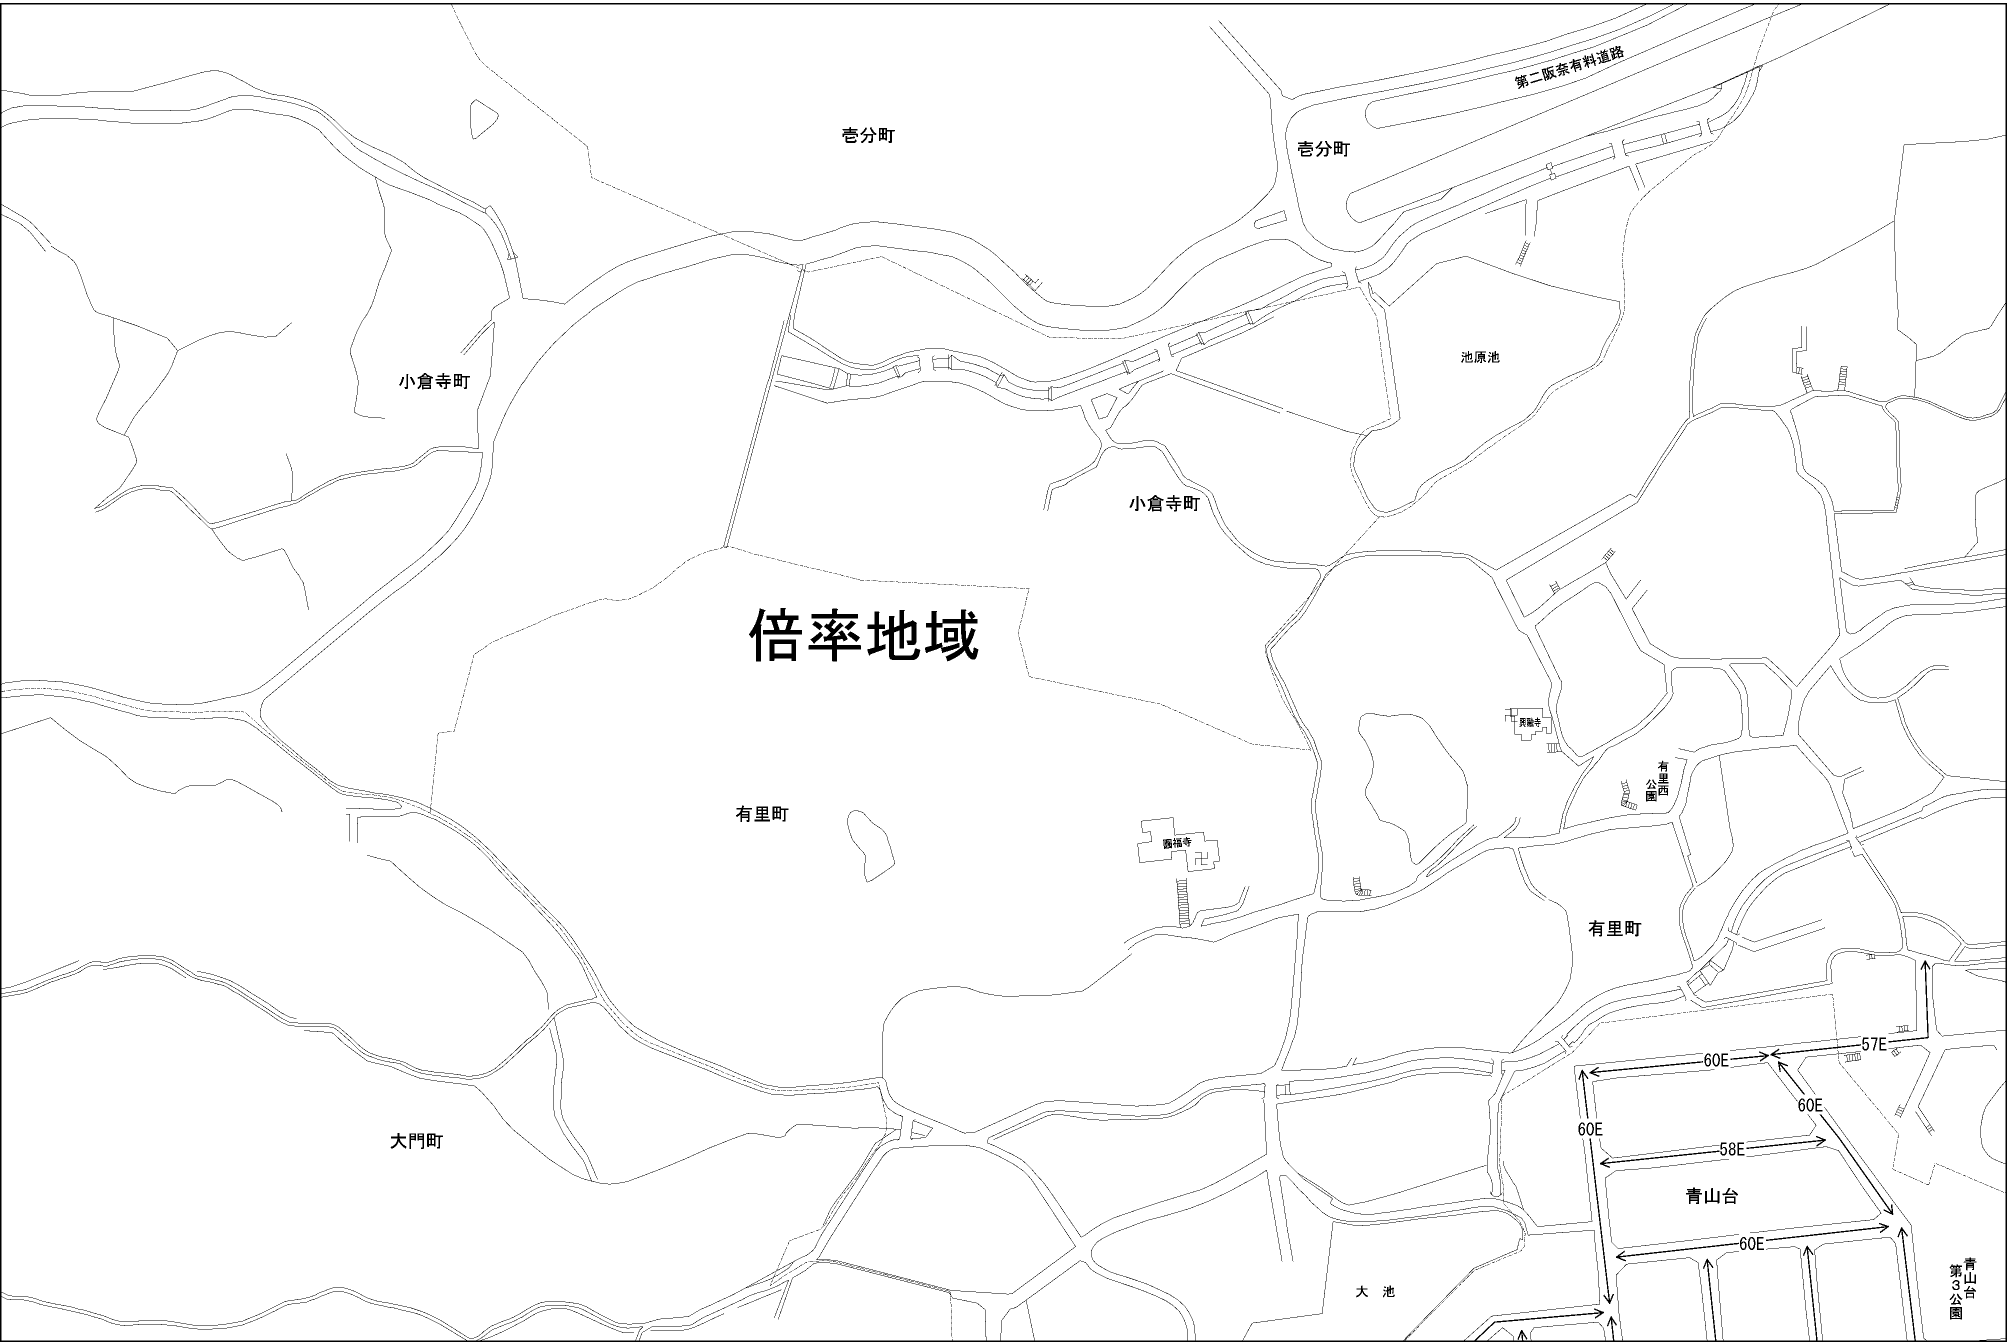 第二阪奈有料道路
壱分町
壱分町
池原池
小倉寺町
小倉寺町
倍率地域
興融寺
有里西
公園
有里町
圓福寺
有里町
57E
60E
60E
60E
58E
大門町
青山台
60E
大池
青山台
第3公園